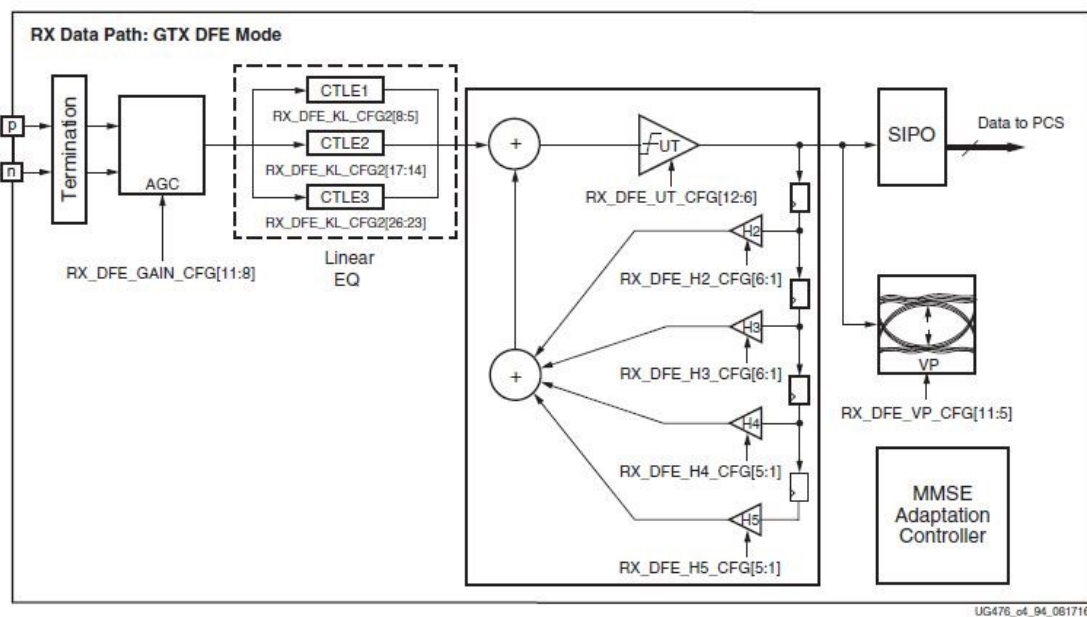 RX Data Path: GTX DFE Mode
p
n
Termination
AGC
RX_DFE_GAIN_CFG[11:8]
CTLE1
RX_DFE_KL_CFG2[8:5]
CTLE2
RX_DFE_KL_CFG2[17:14]
CTLE3
RX_DFE_KL_CFG2[26:23]
Linear
EQ
+
UT
RX_DFE_UT_CFG[12:6]
H2
RX_DFE_H2_CFG[6:1]
H3
RX_DFE_H3_CFG[6:1]
+
H4
RX_DFE_H4_CFG[5:1]
H5
RX_DFE_H5_CFG[5:1]
SIPO
Data to PCS
VP
RX_DFE_VP_CFG[11:5]
MMSE
Adaptation
Controller
UG476_c4_94_081716